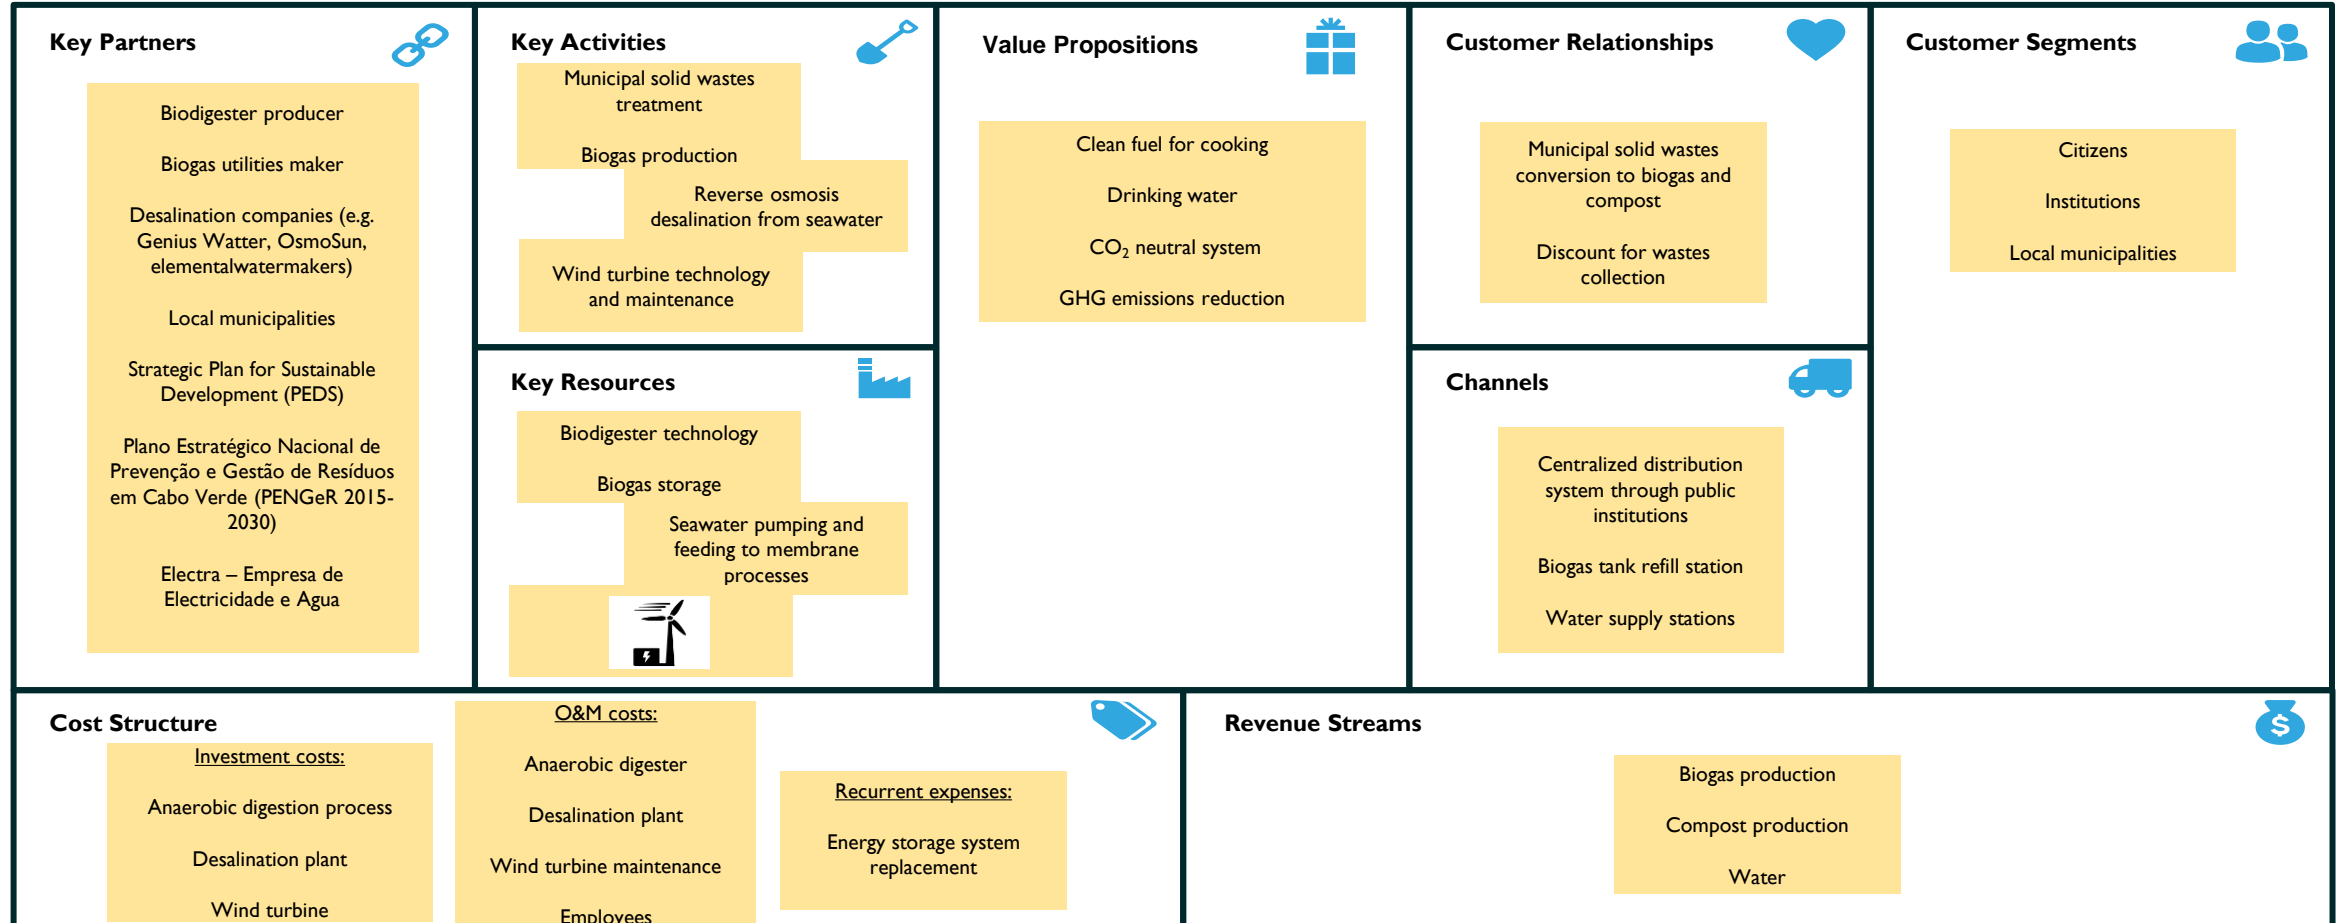 Key Partners
Biodigester producer
Biogas utilities maker
Desalination companies (e.g.
Genius Watter, OsmoSun,
elementalwatermakers)
Local municipalities
Strategic Plan for Sustainable
Development (PEDS)
Plano Estratégico Nacional de
Prevenção e Gestão de Resíduos
em Cabo Verde (PENGeR 2015-
2030)
Electra – Empresa de
Electricidade e Agua
Key Activities
Municipal solid wastes
treatment
Biogas production
Reverse osmosis
desalination from seawater
Wind turbine technology
and maintenance
Key Resources
Biodigester technology
Biogas storage
Seawater pumping and
feeding to membrane
processes
Value Propositions
Clean fuel for cooking
Drinking water
CO₂ neutral system
GHG emissions reduction
Customer Relationships
Municipal solid wastes
conversion to biogas and
compost
Discount for wastes
collection
Channels
Centralized distribution
system through public
institutions
Biogas tank refill station
Water supply stations
Customer Segments
Citizens
Institutions
Local municipalities
Cost Structure
Investment costs:
Anaerobic digestion process
Desalination plant
Wind turbine
O&M costs:
Anaerobic digester
Desalination plant
Wind turbine maintenance
Employees
Recurrent expenses:
Energy storage system
replacement
Revenue Streams
$
Biogas production
Compost production
Water